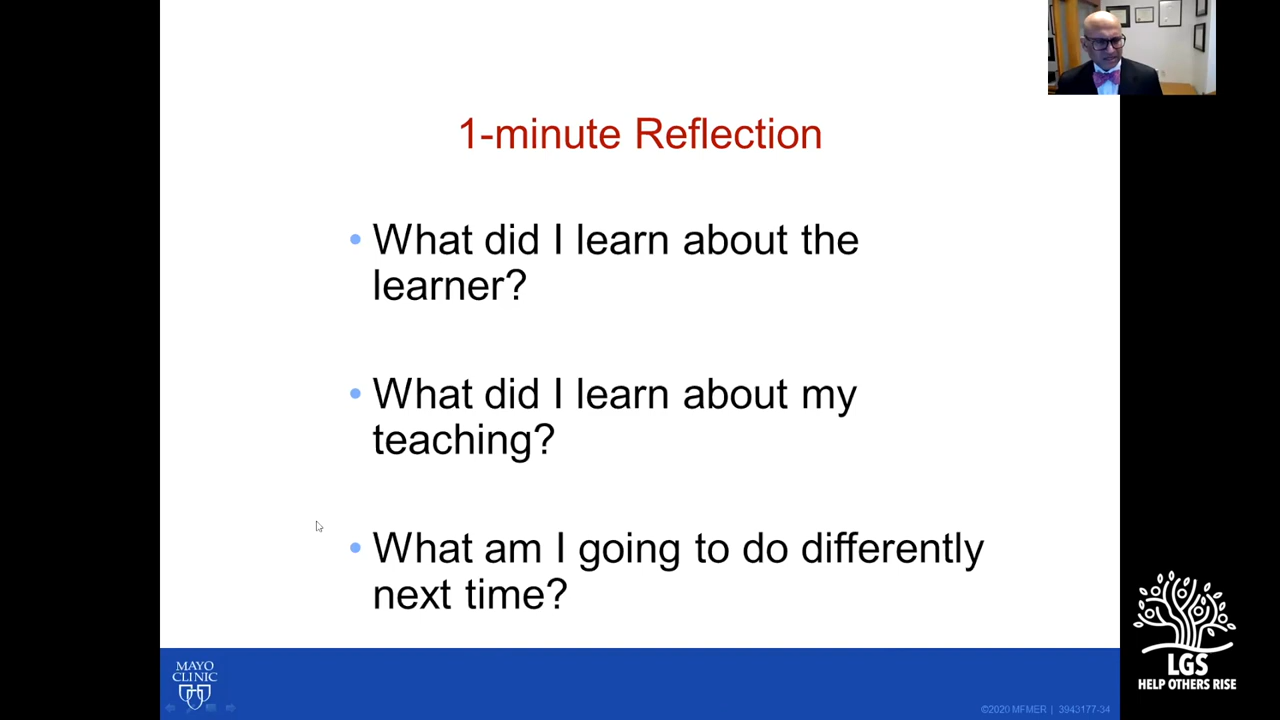 1-minute Reflection
• What did I learn about the
learner?
• What did I learn about my
teaching?
• What am I going to do differently
next time?
MAYO
CLINIC
©2020 MFMER | 3943177-34
LGS
HELP OTHERS RISE